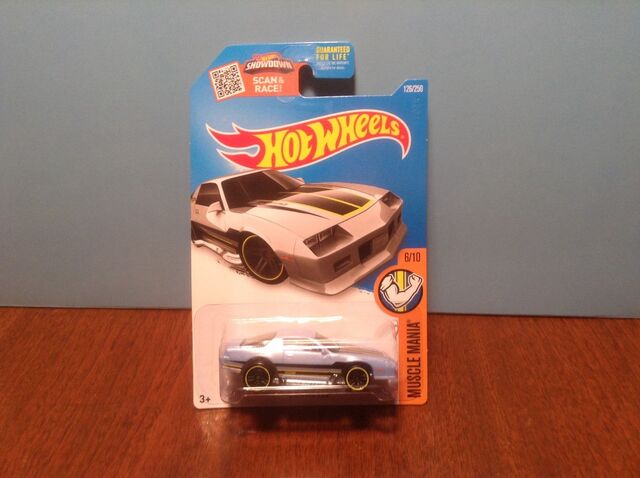 SHOWDOWN
SCAN &
RACE!
GUARANTEED
FOR LIFE
126/250
HOT WHEELS
6/10
MUSCLE MANIA
3+